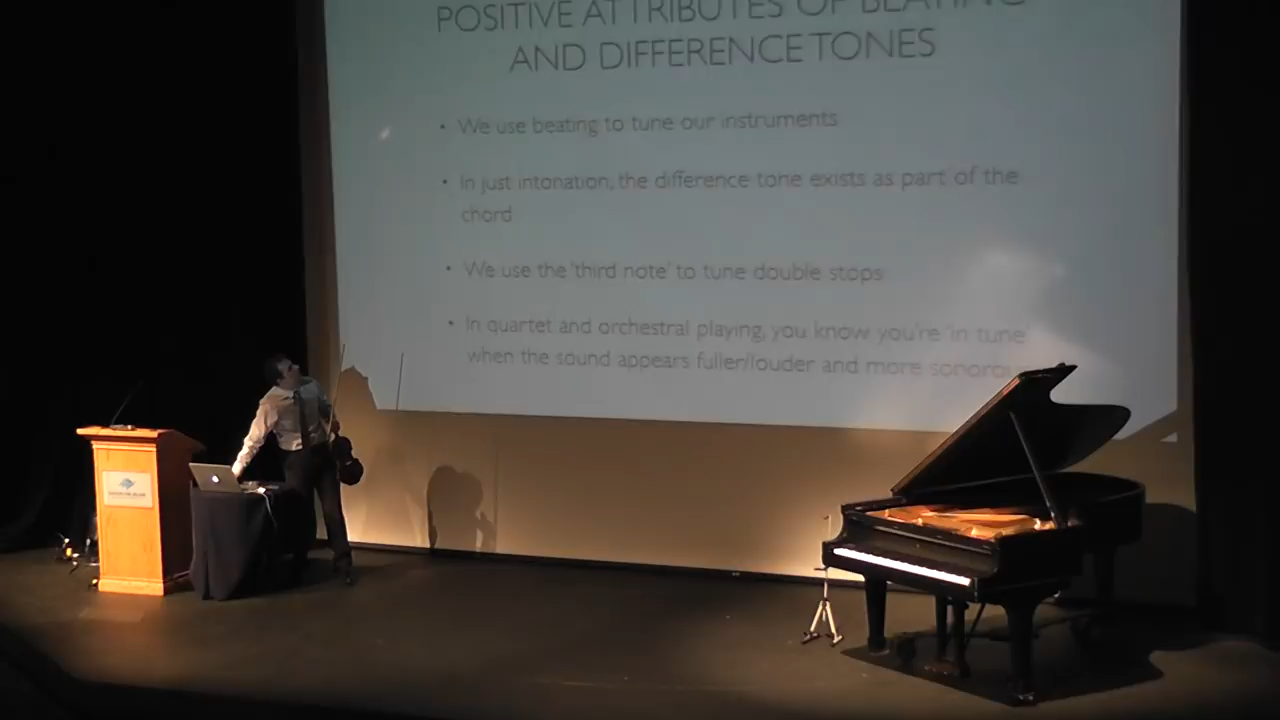 POSITIVE ATTRIBUTES OF BEATING
AND DIFFERENCE TONES
• We use beating to tune our instruments
• In just intonation, the difference tone exists as part of the
chord
• We use the 'third note' to tune double stops
• In quartet and orchestral playing, you know you're 'in tune'
when the sound appears fuller/louder and more